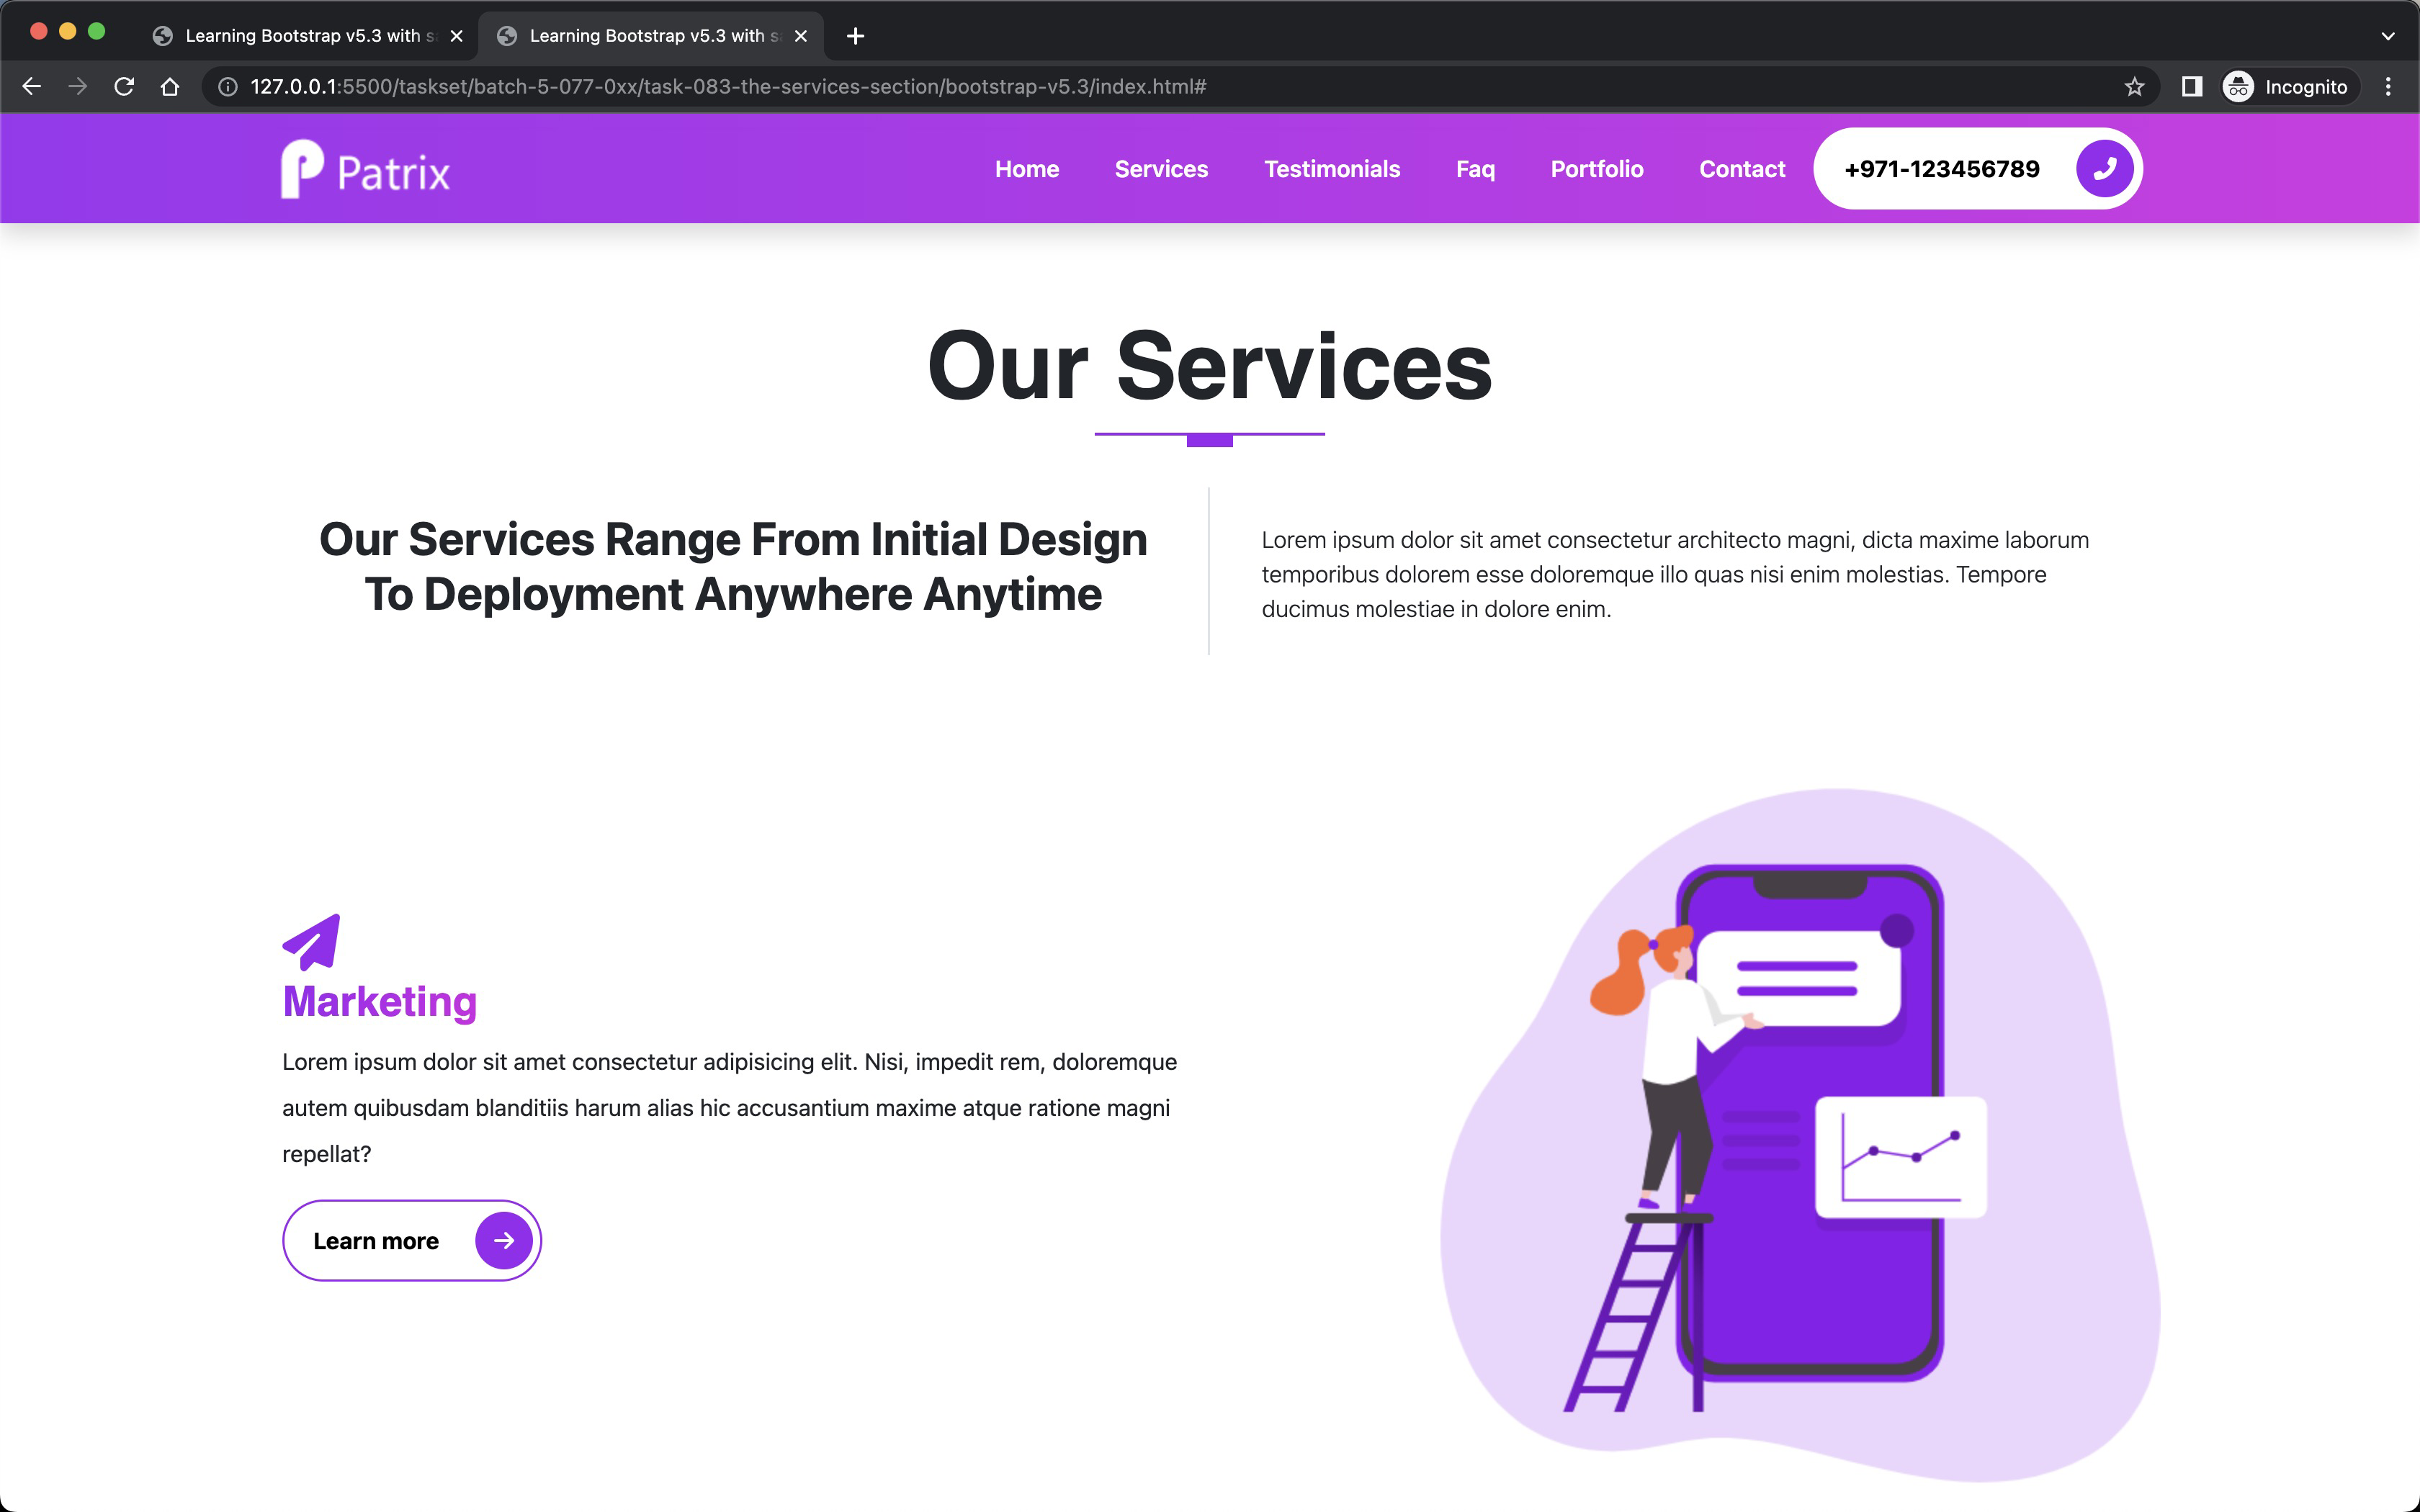 Learning Bootstrap v5.3 with s
Learning Bootstrap v5.3 with s
127.0.0.1:5500/taskset/batch-5-077-0xx/task-083-the-services-section/bootstrap-v5.3/index.html#
Incognito
Patrix
Home
Services
Testimonials
Faq
Portfolio
Contact
+971-123456789
Our Services
Our Services Range From Initial Design
To Deployment Anywhere Anytime
Lorem ipsum dolor sit amet consectetur architecto magni, dicta maxime laborum
temporibus dolorem esse doloremque illo quas nisi enim molestias. Tempore
ducimus molestiae in dolore enim.
Marketing
Lorem ipsum dolor sit amet consectetur adipisicing elit. Nisi, impedit rem, doloremque
autem quibusdam blanditiis harum alias hic accusantium maxime atque ratione magni
repellat?
Learn more